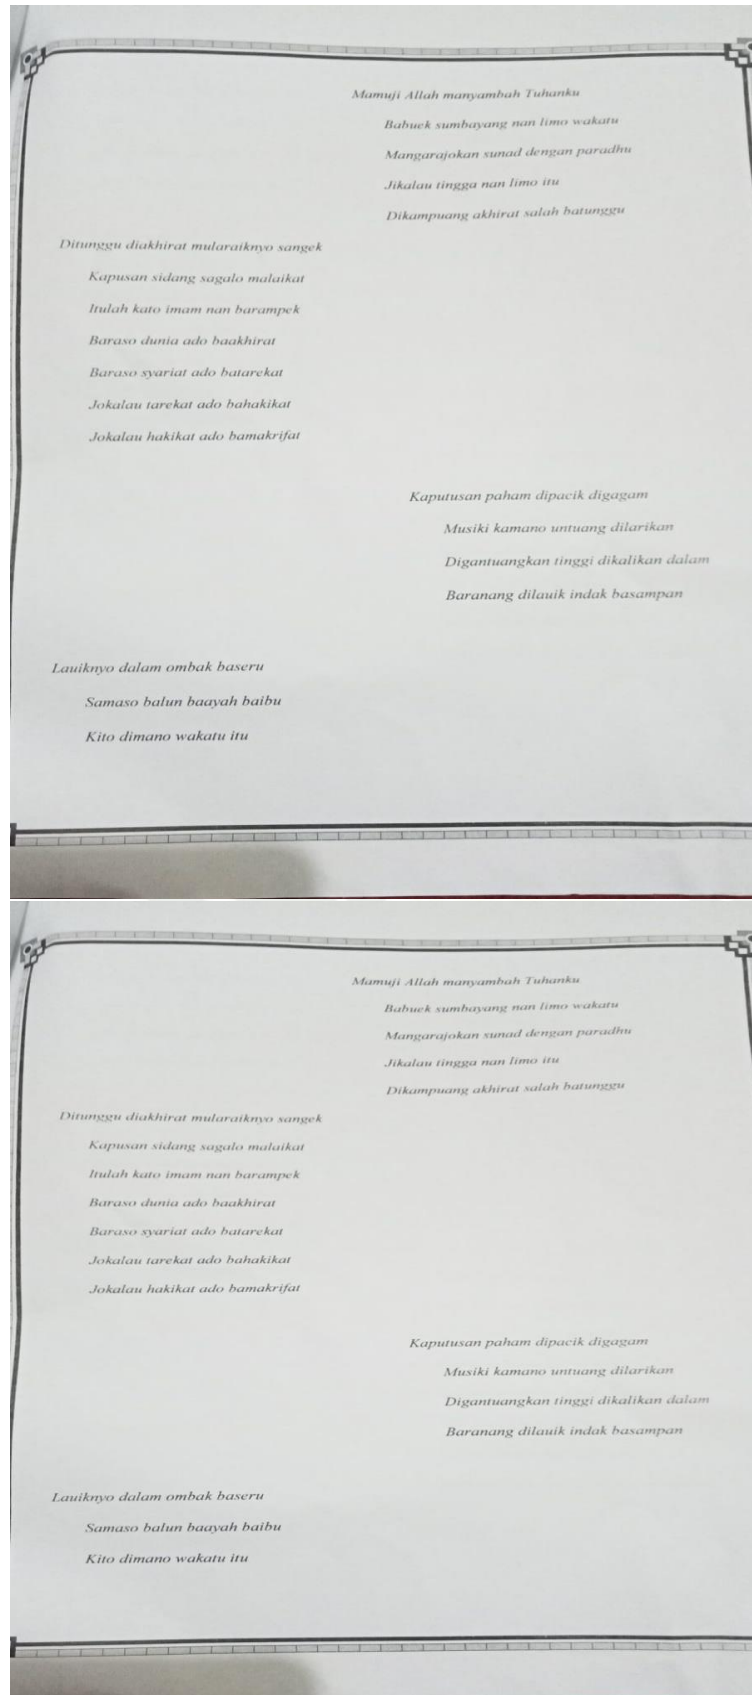 Mamuji Allah manyambah Tuhanku
Babuek sumbayang nan limo wakatu
Mangarajokan sunad dengan paradhu
Jikalau tingga nan limo itu
Dikampuang akhirat salah batunggu
Ditunggu diakhirat mularaiknyo sangek
Kapusan sidang sagalo malaikat
Itulah kato imam nan barampek
Baraso dunia ado baakhirat
Baraso syariat ado batarekat
Jokalau tarekat ado bahakikat
Jokalau hakikat ado bamakrifat
Kaputusan paham dipacik digagam
Musiki kamano untuang dilarikan
Digantuangkan tinggi dikalikan dalam
Baranang dilauik indak basampan
Lauiknyo dalam ombak baseru
Samaso balun baayah baibu
Kito dimano wakatu itu
Mamuji Allah manyambah Tuhanku
Babuek sumbayang nan limo wakatu
Mangarajokan sunad dengan paradhu
Jikalau tingga nan limo itu
Dikampuang akhirat salah batunggu
Ditunggu diakhirat mularaiknyo sangek
Kapusan sidang sagalo malaikat
Itulah kato imam nan barampek
Baraso dunia ado baakhirat
Baraso syariat ado batarekat
Jokalau tarekat ado bahakikat
Jokalau hakikat ado bamakrifat
Kaputusan paham dipacik digagam
Musiki kamano untuang dilarikan
Digantuangkan tinggi dikalikan dalam
Baranang dilauik indak basampan
Lauiknyo dalam ombak baseru
Samaso balun baayah baibu
Kito dimano wakatu itu